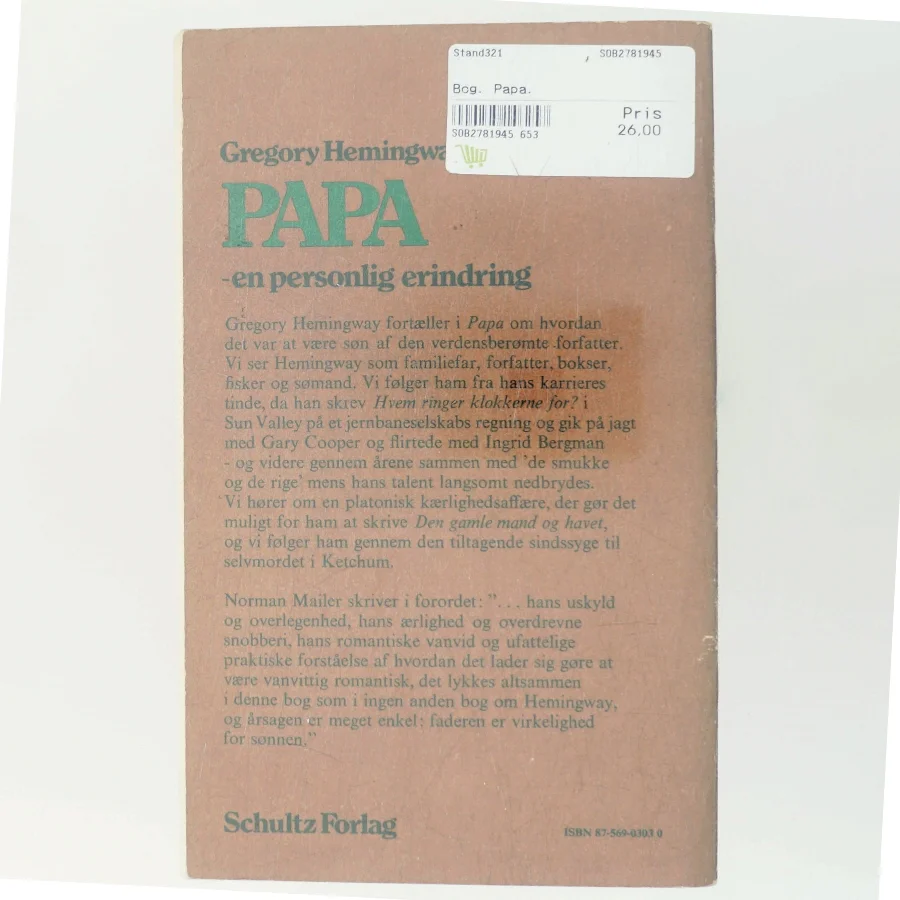 Stand321 , SOB2781945
Bog. Papa.
Pris
26,00
SOB2781945 653
Gregory Hemingwa
PAPA
-en personlig erindring
Gregory Hemingway fortæller i Papa om hvordan
det var at være søn af den verdensberømte forfatter.
Vi ser Hemingway som familiefar, forfatter, bokser,
fisker og sømand. Vi følger ham fra hans karrieres
tinde, da han skrev Hvem ringer klokkerne for? i
Sun Valley på et jernbaneselskabs regning og gik på jagt
med Gary Cooper og flirtede med Ingrid Bergman
- og videre gennem årene sammen med 'de smukke
og de rige' mens hans talent langsomt nedbrydes.
Vi hører om en platonisk kærlighedsaffære, der gør det
muligt for ham at skrive Den gamle mand og havet,
og vi følger ham gennem den tiltagende sindssyge til
selvmordet i Ketchum.
Norman Mailer skriver i forordet: "... hans uskyld
og overlegenhed, hans ærlighed og overdrevne
snobberi, hans romantiske vanvid og ufattelige
praktiske forståelse af hvordan det lader sig gøre at
være vanvittig romantisk, det lykkes altsammen
i denne bog som i ingen anden bog om Hemingway,
og årsagen er meget enkel: faderen er virkelighed
for sønnen."
Schultz Forlag
ISBN 87-569-0303 0